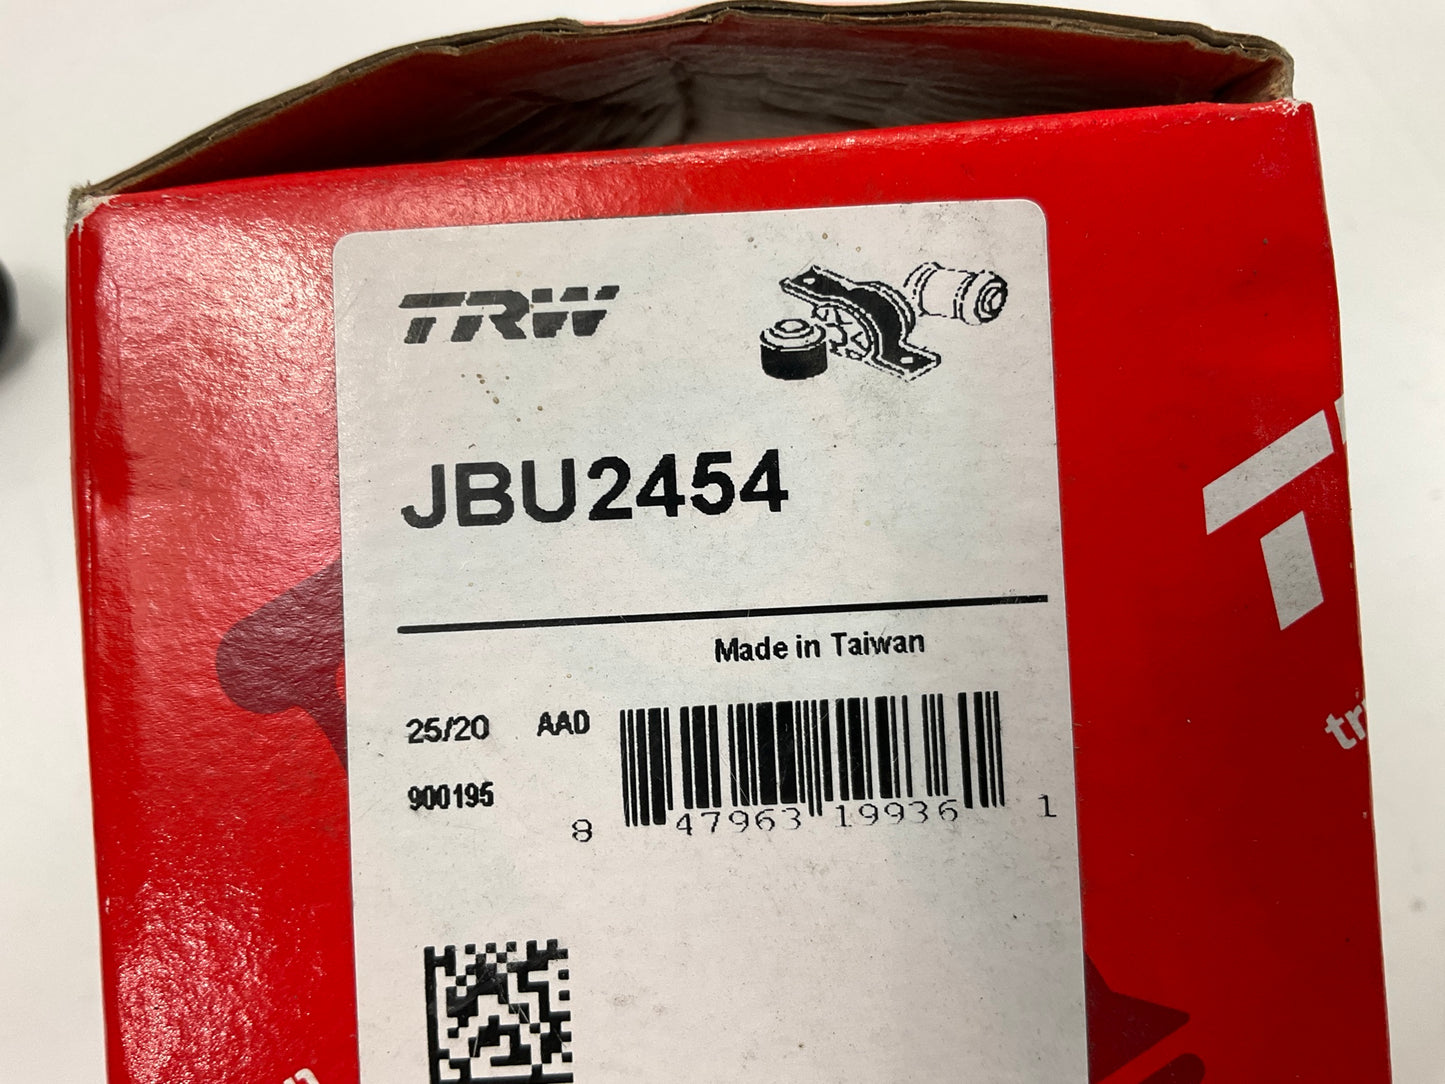 TRW
JBU2454
Made in Taiwan
25/20 AAD
900195
8 47963 19936 1